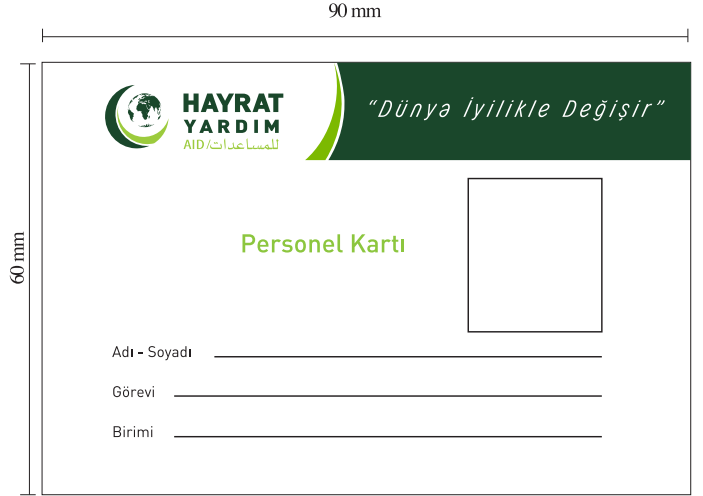 90 mm
60 mm
HAYRAT
YARDIM
AID/للمساعدات
“Dünya İyilikle Değişir”
Personel Kartı
Adı - Soyadı
Görevi
Birimi